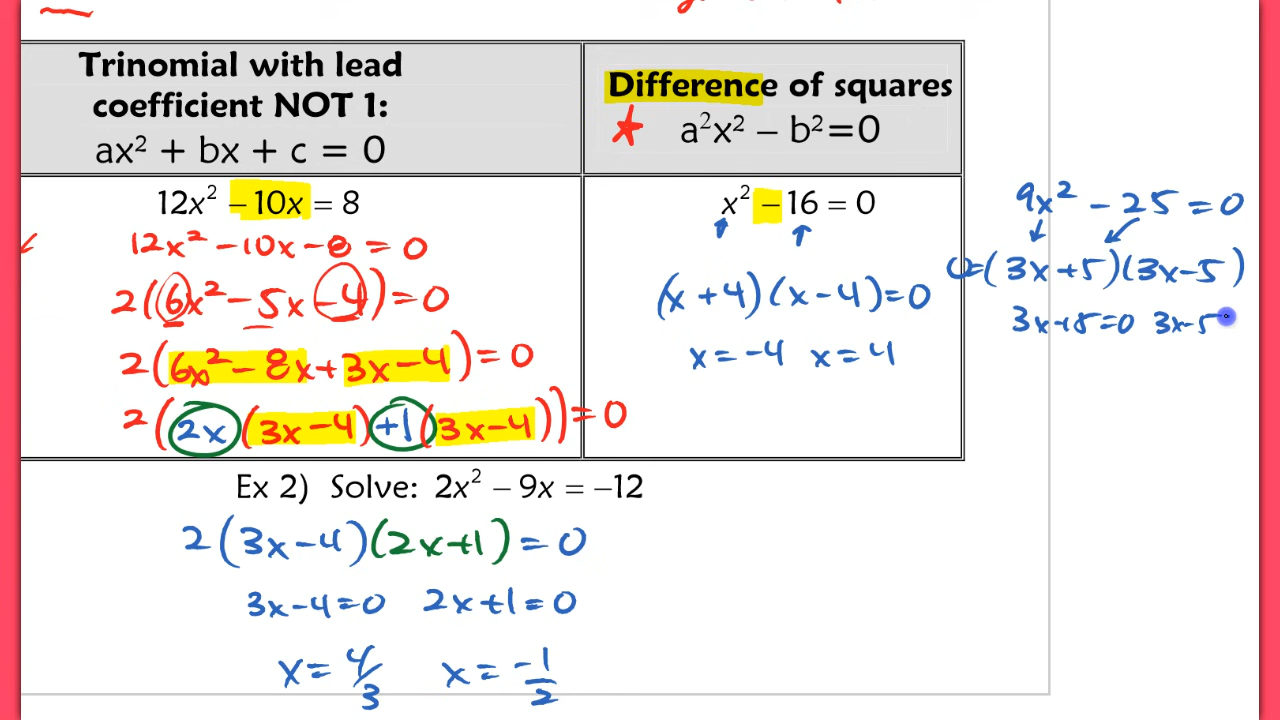 Trinomial with lead
coefficient NOT 1:
ax² + bx + c = 0
12x² – 10x = 8
12x² - 10x - 8 = 0
2(6x² - 5x - 4) = 0
2(6x² - 8x + 3x - 4) = 0
2(2x(3x - 4) + 1(3x - 4)) = 0
Difference of squares
a²x² – b²=0
x² – 16 = 0
(x + 4)(x - 4) = 0
x = -4 x = 4
9x² - 25 = 0
0=(3x + 5)(3x - 5)
3x+5=0 3x-5
Ex 2) Solve: 2x² – 9x = –12
2(3x - 4)(2x + 1) = 0
3x - 4 = 0 2x + 1 = 0
x = 4/3 x = -1/2